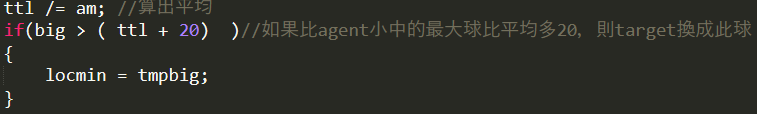 ttl /= am; //算出平均
if(big > ( ttl + 20)  )//如果比agent小中的最大球比平均多20, 則target換成此球
{
    locmin = tmpbig;
}